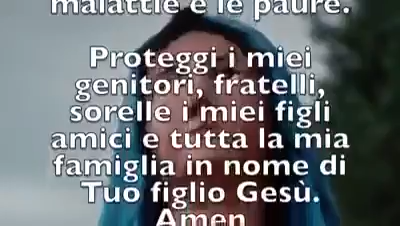 malattie e le paure.
Proteggi i miei
genitori, fratelli,
sorelle i miei figli
amici e tutta la mia
famiglia in nome di
Tuo figlio Gesù.
Amen